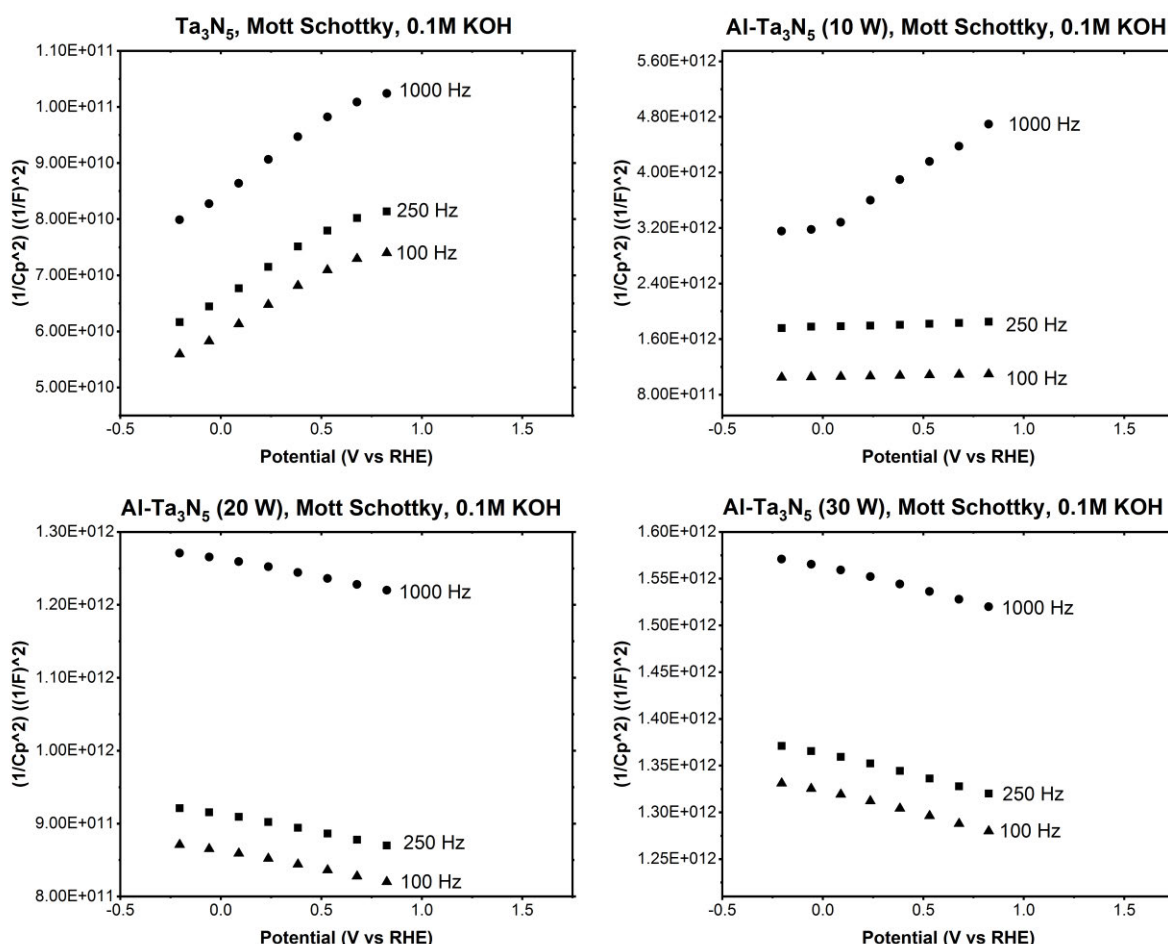 Ta₃N₅, Mott Schottky, 0.1M KOH
1.10E+011
1.00E+011
9.00E+010
8.00E+010
7.00E+010
6.00E+010
5.00E+010
(1/Cp^2) ((1/F)^2)
1000 Hz
250 Hz
100 Hz
-0.5 0.0 0.5 1.0 1.5
Potential (V vs RHE)
Al-Ta₃N₅ (10 W), Mott Schottky, 0.1M KOH
5.60E+012
4.80E+012
4.00E+012
3.20E+012
2.40E+012
1.60E+012
8.00E+011
(1/Cp^2) ((1/F)^2)
1000 Hz
250 Hz
100 Hz
-0.5 0.0 0.5 1.0 1.5
Potential (V vs RHE)
Al-Ta₃N₅ (20 W), Mott Schottky, 0.1M KOH
1.30E+012
1.20E+012
1.10E+012
1.00E+012
9.00E+011
8.00E+011
(1/Cp^2) ((1/F)^2)
1000 Hz
250 Hz
100 Hz
-0.5 0.0 0.5 1.0 1.5
Potential (V vs RHE)
Al-Ta₃N₅ (30 W), Mott Schottky, 0.1M KOH
1.60E+012
1.55E+012
1.50E+012
1.45E+012
1.40E+012
1.35E+012
1.30E+012
1.25E+012
(1/Cp^2) ((1/F)^2)
1000 Hz
250 Hz
100 Hz
-0.5 0.0 0.5 1.0 1.5
Potential (V vs RHE)